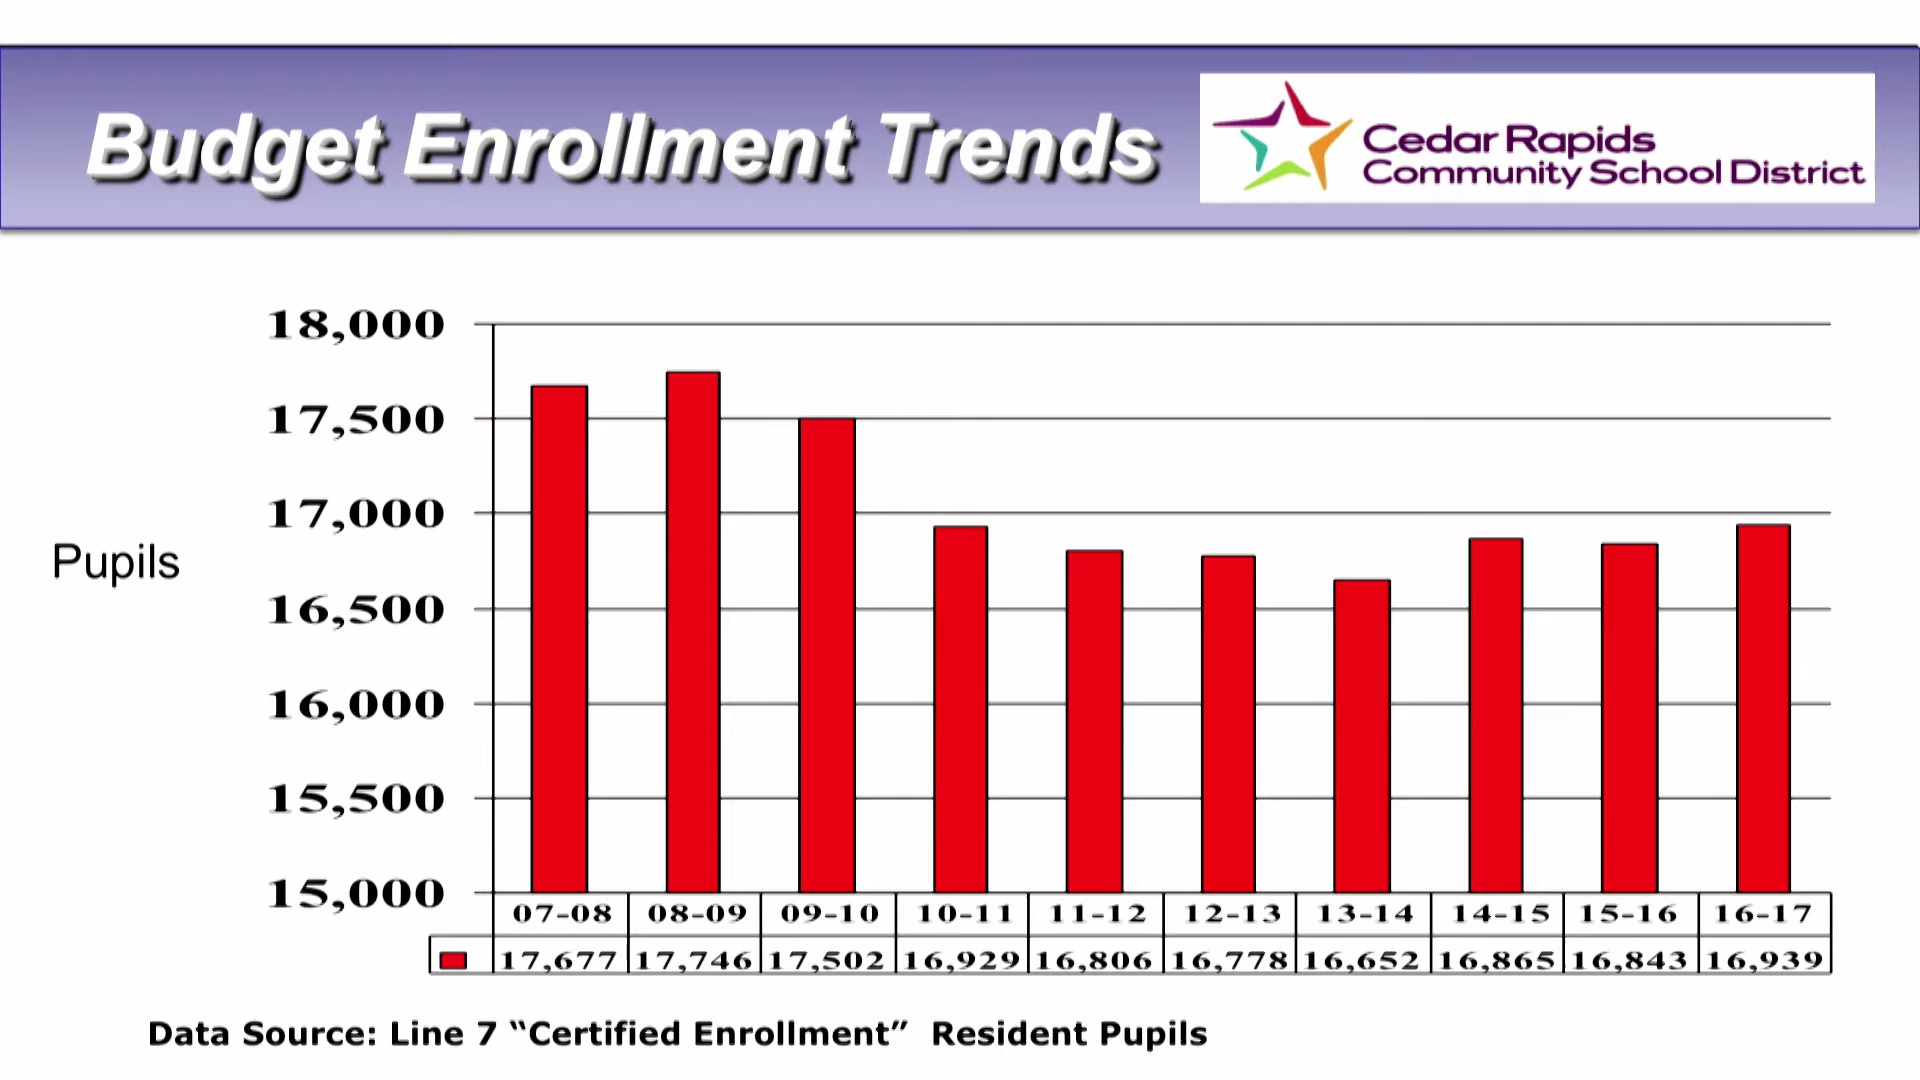 Budget Enrollment Trends
Cedar Rapids
Community School District
18,000
17,500
17,000
Pupils
16,500
16,000
15,500
15,000
07-08 08-09 09-10 10-11 11-12 12-13 13-14 14-15 15-16 16-17
17,677 17,746 17,502 16,929 16,806 16,778 16,652 16,865 16,843 16,939
Data Source: Line 7 “Certified Enrollment” Resident Pupils